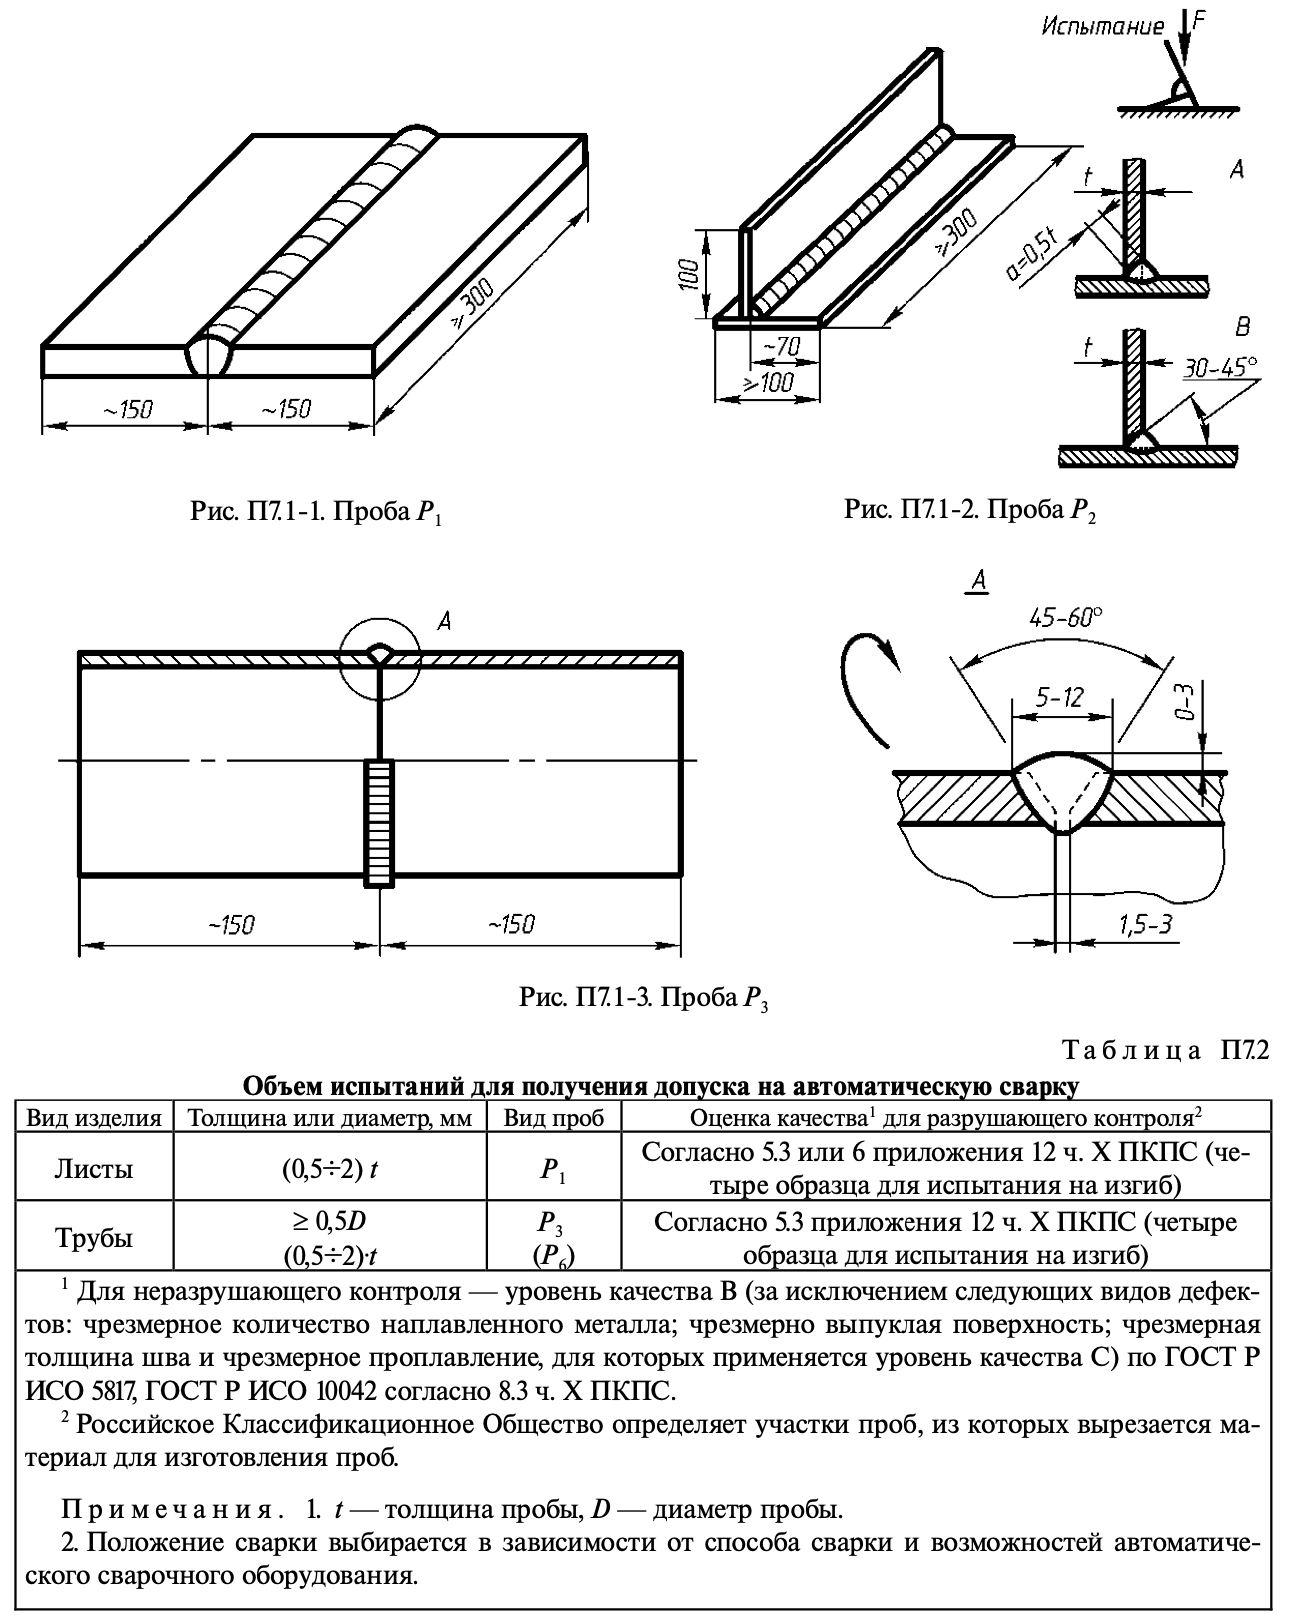 Испытание
F
A
t
a=0,5t
B
t
30-45°
≥300
~150
~150
100
≥300
~70
≥100
Рис. П7.1-1. Проба P₁
Рис. П7.1-2. Проба P₂
A
A
45-60°
5-12
0-3
~150
~150
1,5-3
Рис. П7.1-3. Проба P₃
Таблица П7.2
Объем испытаний для получения допуска на автоматическую сварку
Вид изделия Толщина или диаметр, мм Вид проб Оценка качества¹ для разрушающего контроля²
Листы (0,5÷2) t P₁ Согласно 5.3 или 6 приложения 12 ч. X ПКПС (че-
тыре образца для испытания на изгиб)
Трубы ≥ 0,5D P₃ Согласно 5.3 приложения 12 ч. X ПКПС (четыре
(0,5÷2)·t (P₆) образца для испытания на изгиб)
¹ Для неразрушающего контроля — уровень качества B (за исключением следующих видов дефек-
тов: чрезмерное количество наплавленного металла; чрезмерно выпуклая поверхность; чрезмерная
толщина шва и чрезмерное проплавление, для которых применяется уровень качества C) по ГОСТ Р
ИСО 5817, ГОСТ Р ИСО 10042 согласно 8.3 ч. X ПКПС.
² Российское Классификационное Общество определяет участки проб, из которых вырезается ма-
териал для изготовления проб.
Примечания. 1. t — толщина пробы, D — диаметр пробы.
2. Положение сварки выбирается в зависимости от способа сварки и возможностей автоматиче-
ского сварочного оборудования.